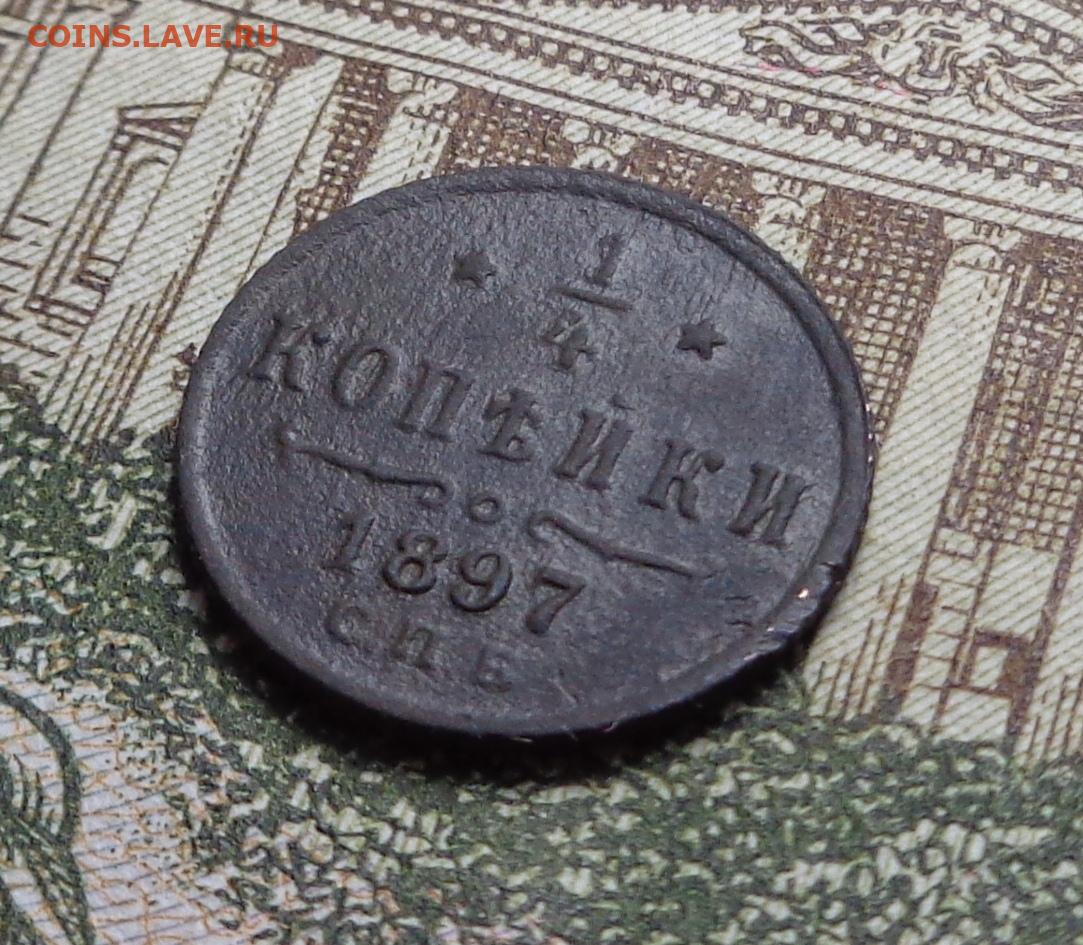 COINS.LAVE.RU
* 1/4 *
КОПѢЙКИ
1897
СПБ